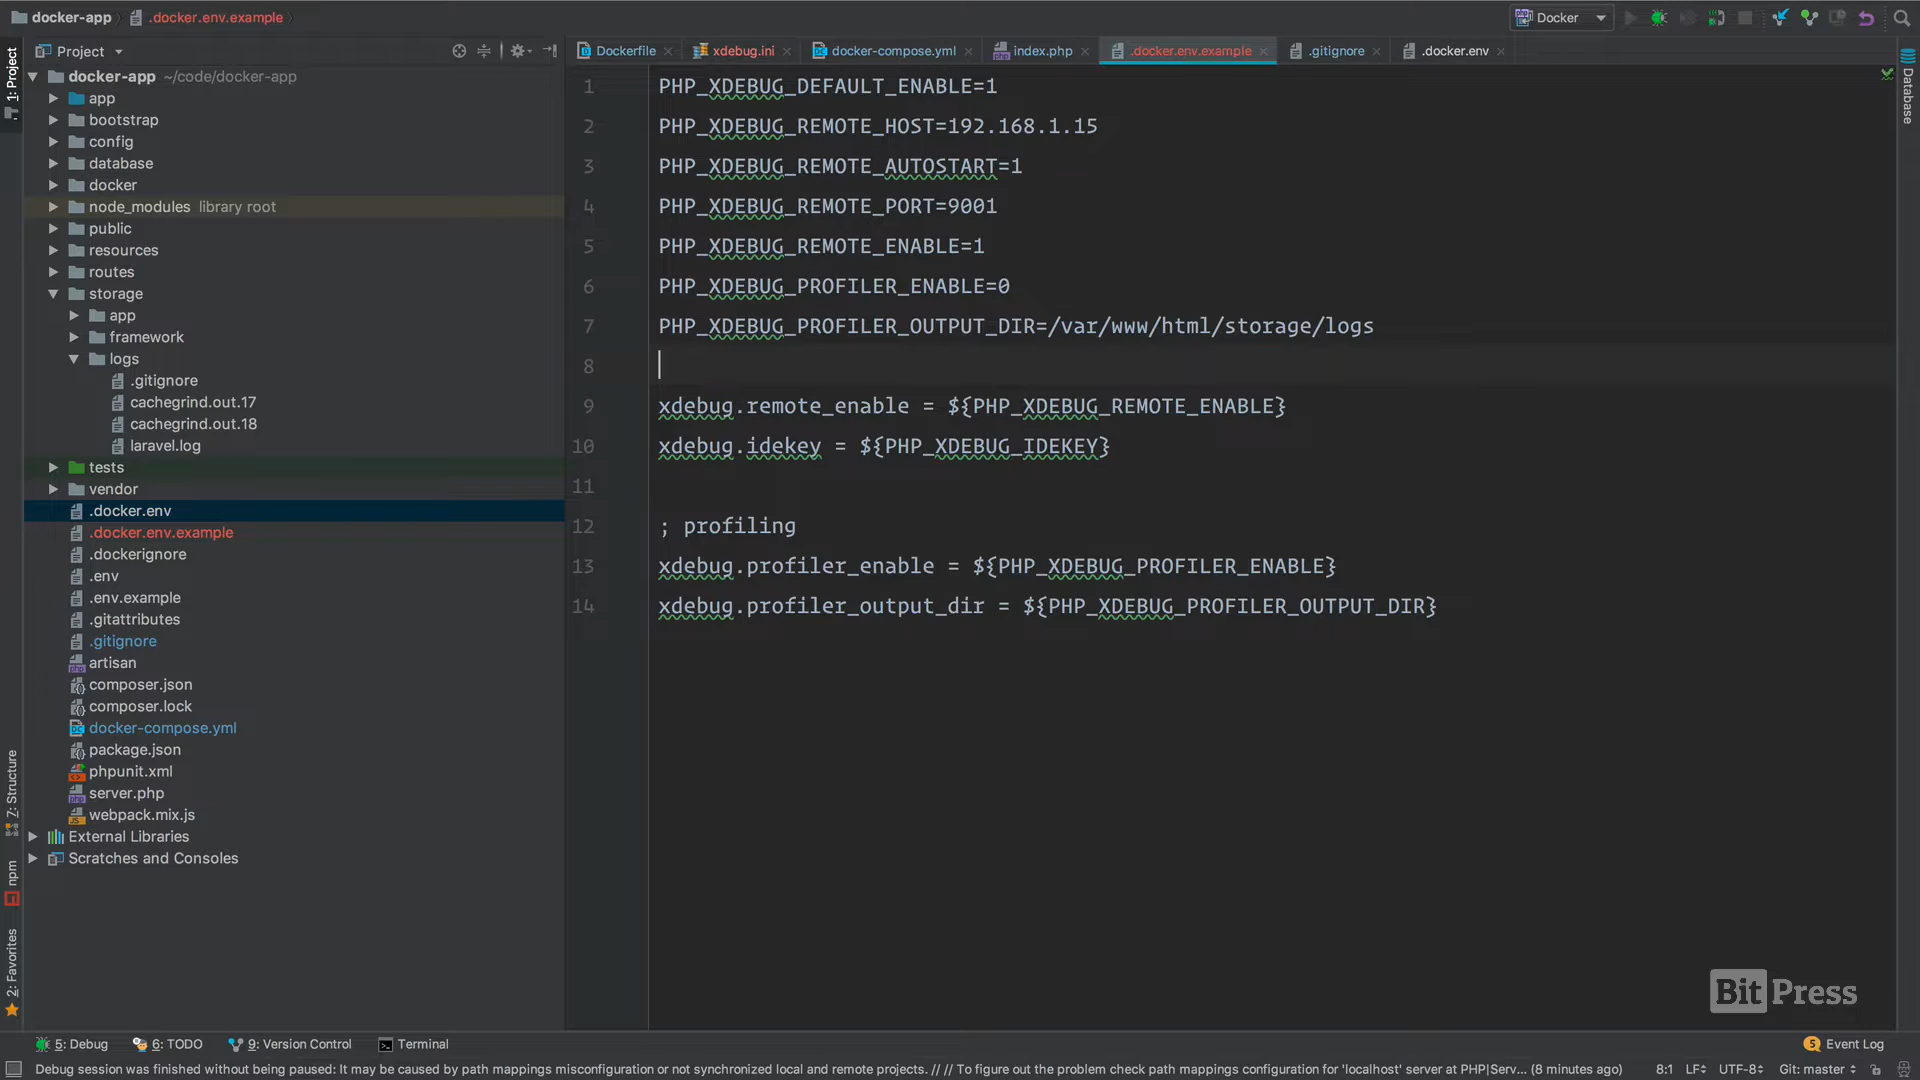 docker-app .docker.env.example Docker
Project
Dockerfile xdebug.ini docker-compose.yml index.php .docker.env.example .gitignore .docker.env
1: Project
Z: Structure
npm
2: Favorites
Database
docker-app ~/code/docker-app
app
bootstrap
config
database
docker
node_modules library root
public
resources
routes
storage
app
framework
logs
.gitignore
cachegrind.out.17
cachegrind.out.18
laravel.log
tests
vendor
.docker.env
.docker.env.example
.dockerignore
.env
.env.example
.gitattributes
.gitignore
artisan
composer.json
composer.lock
docker-compose.yml
package.json
phpunit.xml
server.php
webpack.mix.js
External Libraries
Scratches and Consoles
1 PHP_XDEBUG_DEFAULT_ENABLE=1
2 PHP_XDEBUG_REMOTE_HOST=192.168.1.15
3 PHP_XDEBUG_REMOTE_AUTOSTART=1
4 PHP_XDEBUG_REMOTE_PORT=9001
5 PHP_XDEBUG_REMOTE_ENABLE=1
6 PHP_XDEBUG_PROFILER_ENABLE=0
7 PHP_XDEBUG_PROFILER_OUTPUT_DIR=/var/www/html/storage/logs
8
9 xdebug.remote_enable = ${PHP_XDEBUG_REMOTE_ENABLE}
10 xdebug.idekey = ${PHP_XDEBUG_IDEKEY}
11
12 ; profiling
13 xdebug.profiler_enable = ${PHP_XDEBUG_PROFILER_ENABLE}
14 xdebug.profiler_output_dir = ${PHP_XDEBUG_PROFILER_OUTPUT_DIR}
Bit Press
5: Debug 6: TODO 9: Version Control Terminal 5 Event Log
Debug session was finished without being paused: It may be caused by path mappings misconfiguration or not synchronized local and remote projects. // // To figure out the problem check path mappings configuration for 'localhost' server at PHP|Serv... (8 minutes ago) 8:1 LF UTF-8 Git: master